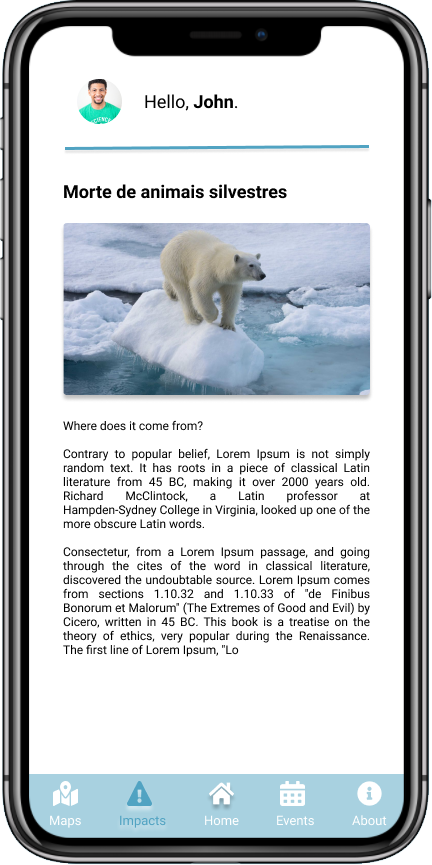 Hello, John.
Morte de animais silvestres
Where does it come from?
Contrary to popular belief, Lorem Ipsum is not simply
random text. It has roots in a piece of classical Latin
literature from 45 BC, making it over 2000 years old.
Richard McClintock, a Latin professor at
Hampden-Sydney College in Virginia, looked up one of the
more obscure Latin words.
Consectetur, from a Lorem Ipsum passage, and going
through the cites of the word in classical literature,
discovered the undoubtable source. Lorem Ipsum comes
from sections 1.10.32 and 1.10.33 of "de Finibus
Bonorum et Malorum" (The Extremes of Good and Evil) by
Cicero, written in 45 BC. This book is a treatise on the
theory of ethics, very popular during the Renaissance.
The first line of Lorem Ipsum, "Lo
Maps Impacts Home Events About